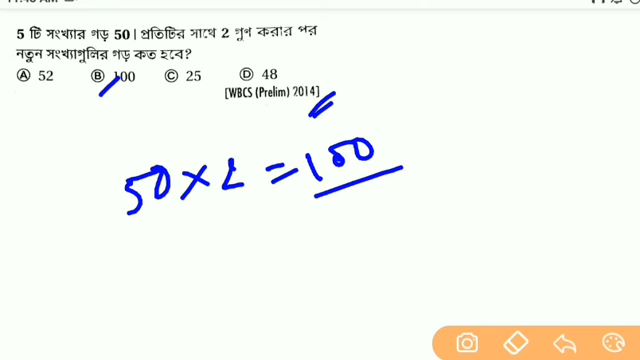 5 টি সংখ্যার গড় 50 | প্রতিটির সাথে 2 গুণ করার পর
নতুন সংখ্যাগুলির গড় কত হবে?
Ⓐ 52 Ⓑ 100 Ⓒ 25 Ⓓ 48
[WBCS (Prelim) 2014]
50 × 2 = 100